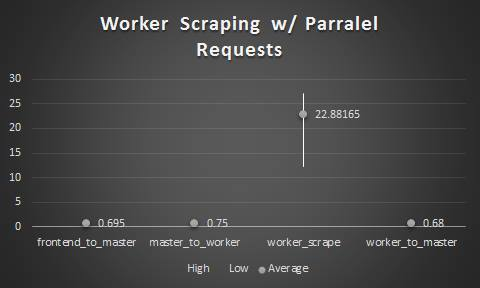 Worker Scraping w/ Parralel
Requests
30
25
20
15
10
5
0
22.88165
0.695
0.75
0.68
frontend_to_master master_to_worker worker_scrape worker_to_master
High Low Average